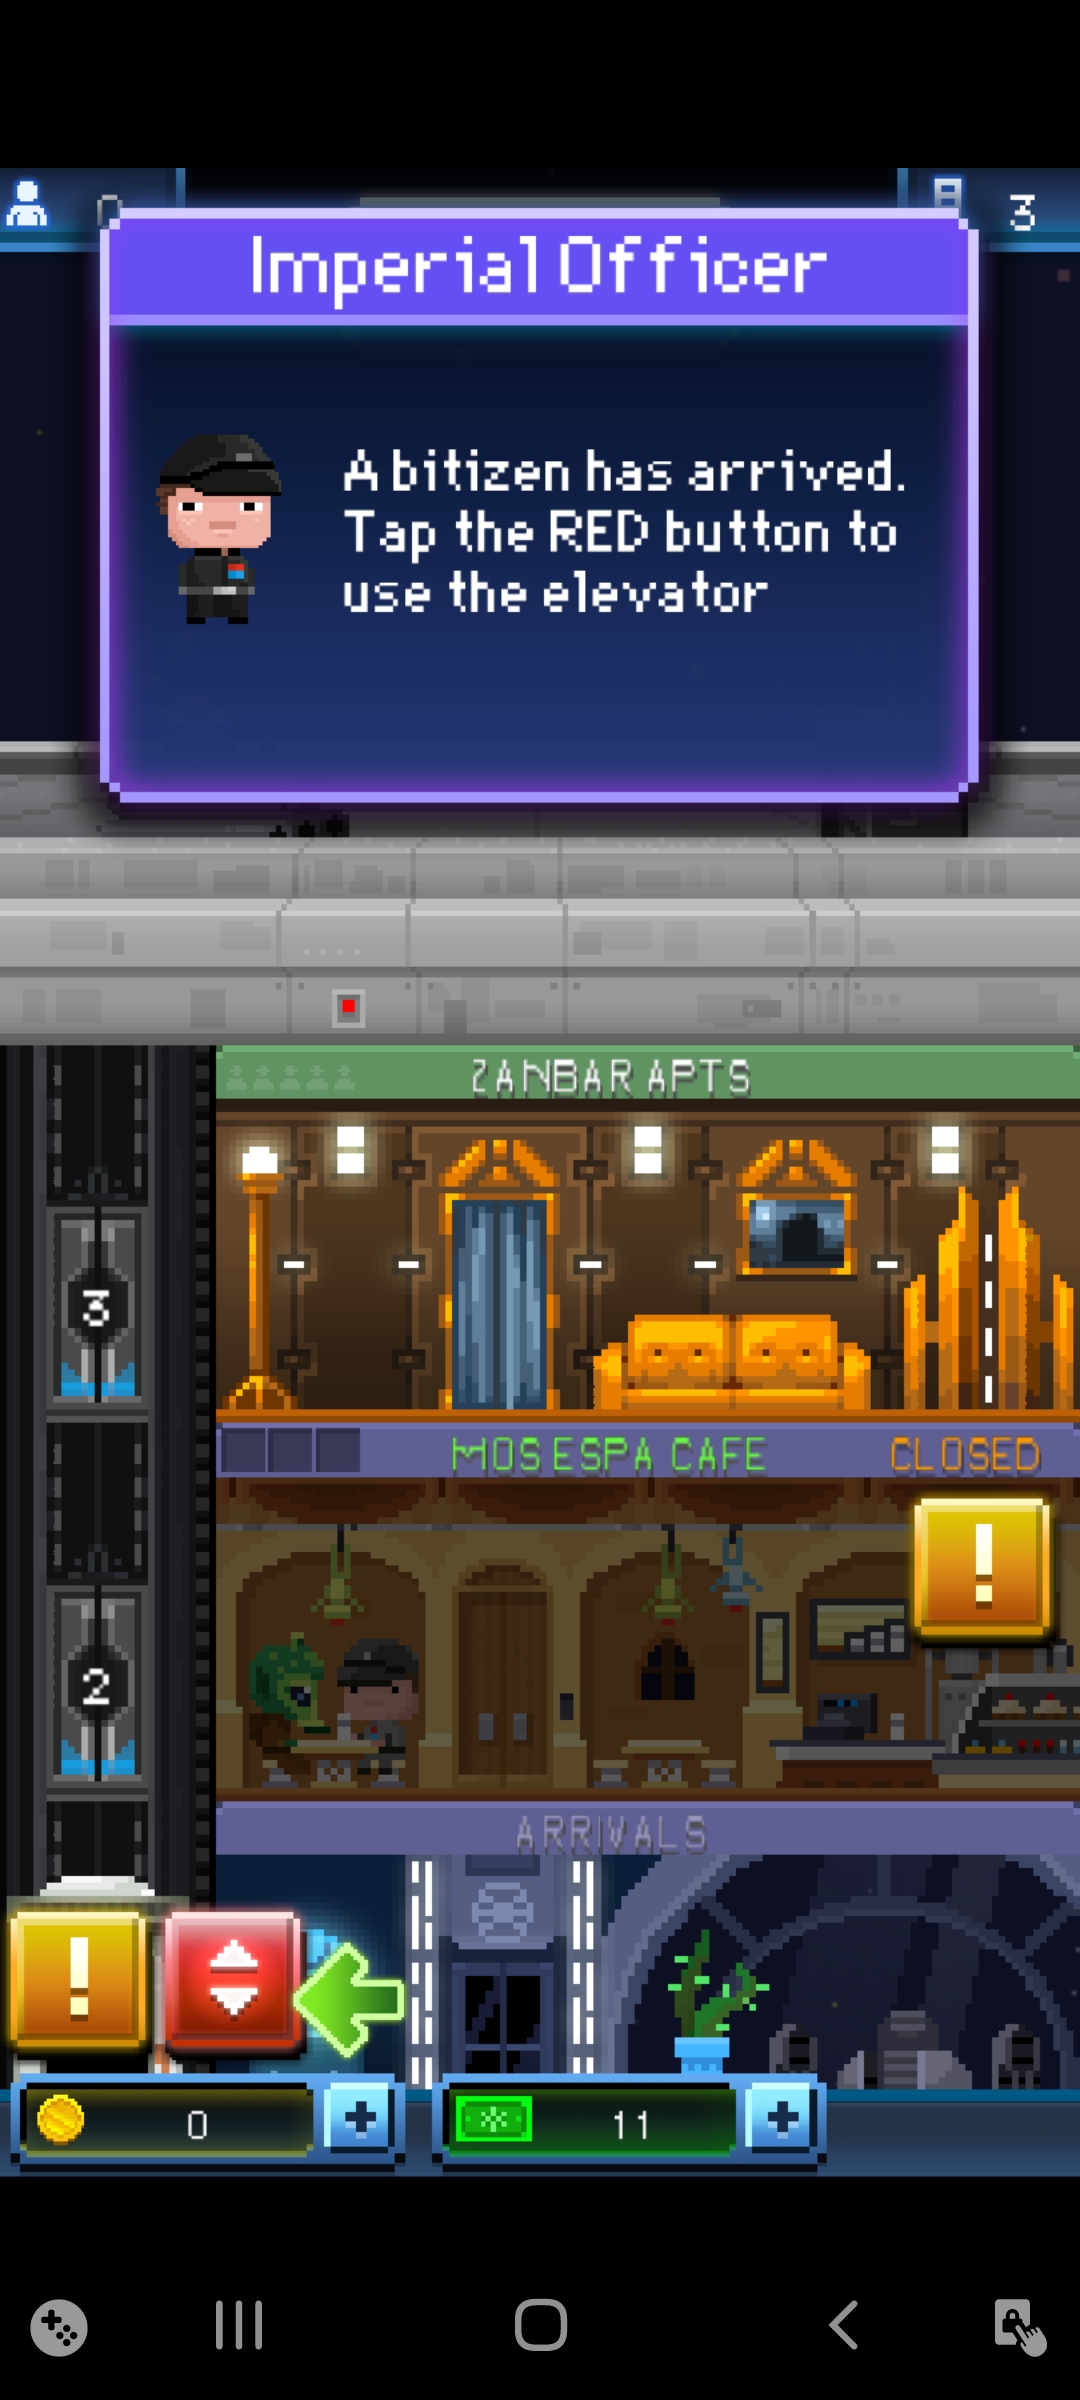 0
3
Imperial Officer
A bitizen has arrived.
Tap the RED button to
use the elevator
ZANBAR APTS
3
MOS ESPA CAFE
CLOSED
!
2
ARRIVALS
!
0
+
11
+